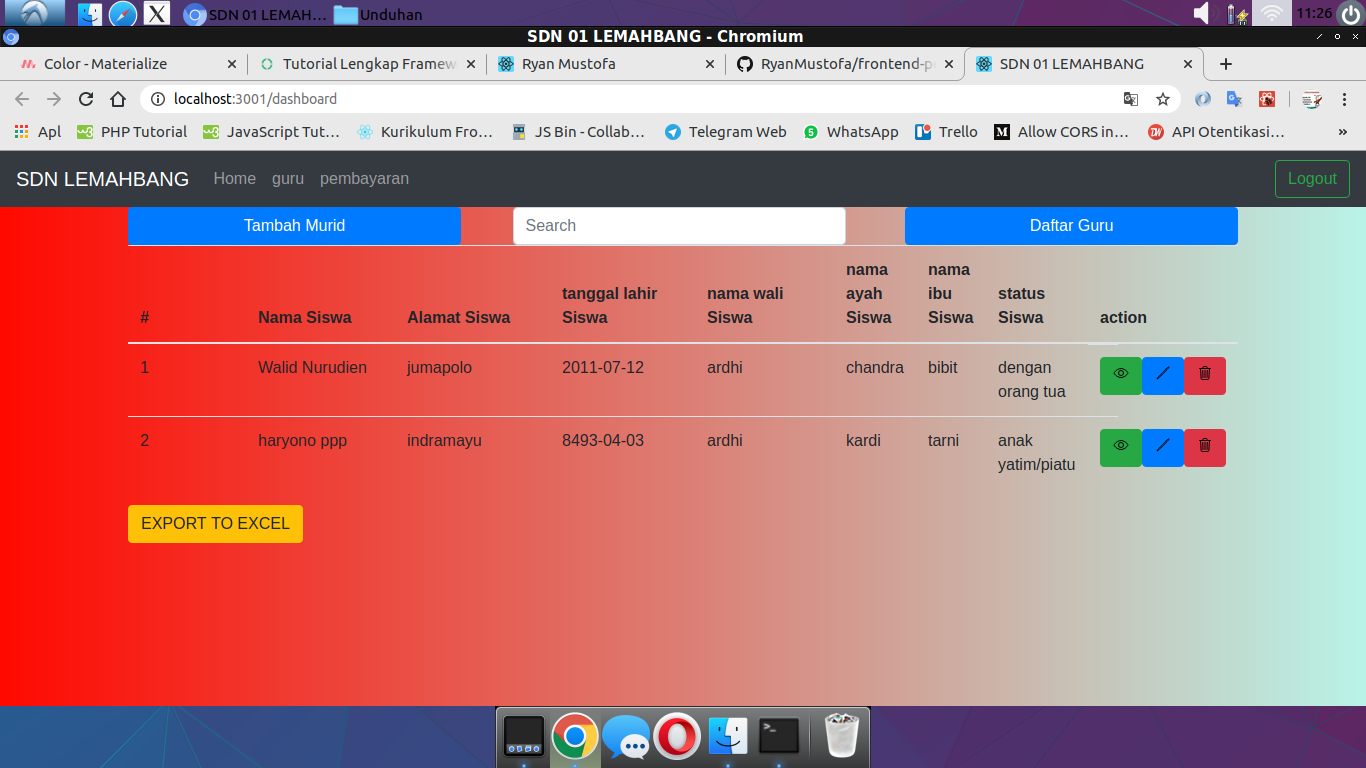 SDN 01 LEMAH... Unduhan 11:26
SDN 01 LEMAHBANG - Chromium
Color - Materialize Tutorial Lengkap Framew Ryan Mustofa RyanMustofa/frontend-p SDN 01 LEMAHBANG
localhost:3001/dashboard
Apl PHP Tutorial JavaScript Tut... Kurikulum Fro... JS Bin - Collab... Telegram Web WhatsApp Trello Allow CORS in... API Otentikasi... »
SDN LEMAHBANG Home guru pembayaran Logout
Tambah Murid Search Daftar Guru
# Nama Siswa Alamat Siswa tanggal lahir Siswa nama wali Siswa nama ayah Siswa nama ibu Siswa status Siswa action
1 Walid Nurudien jumapolo 2011-07-12 ardhi chandra bibit dengan orang tua
2 haryono ppp indramayu 8493-04-03 ardhi kardi tarni anak yatim/piatu
EXPORT TO EXCEL